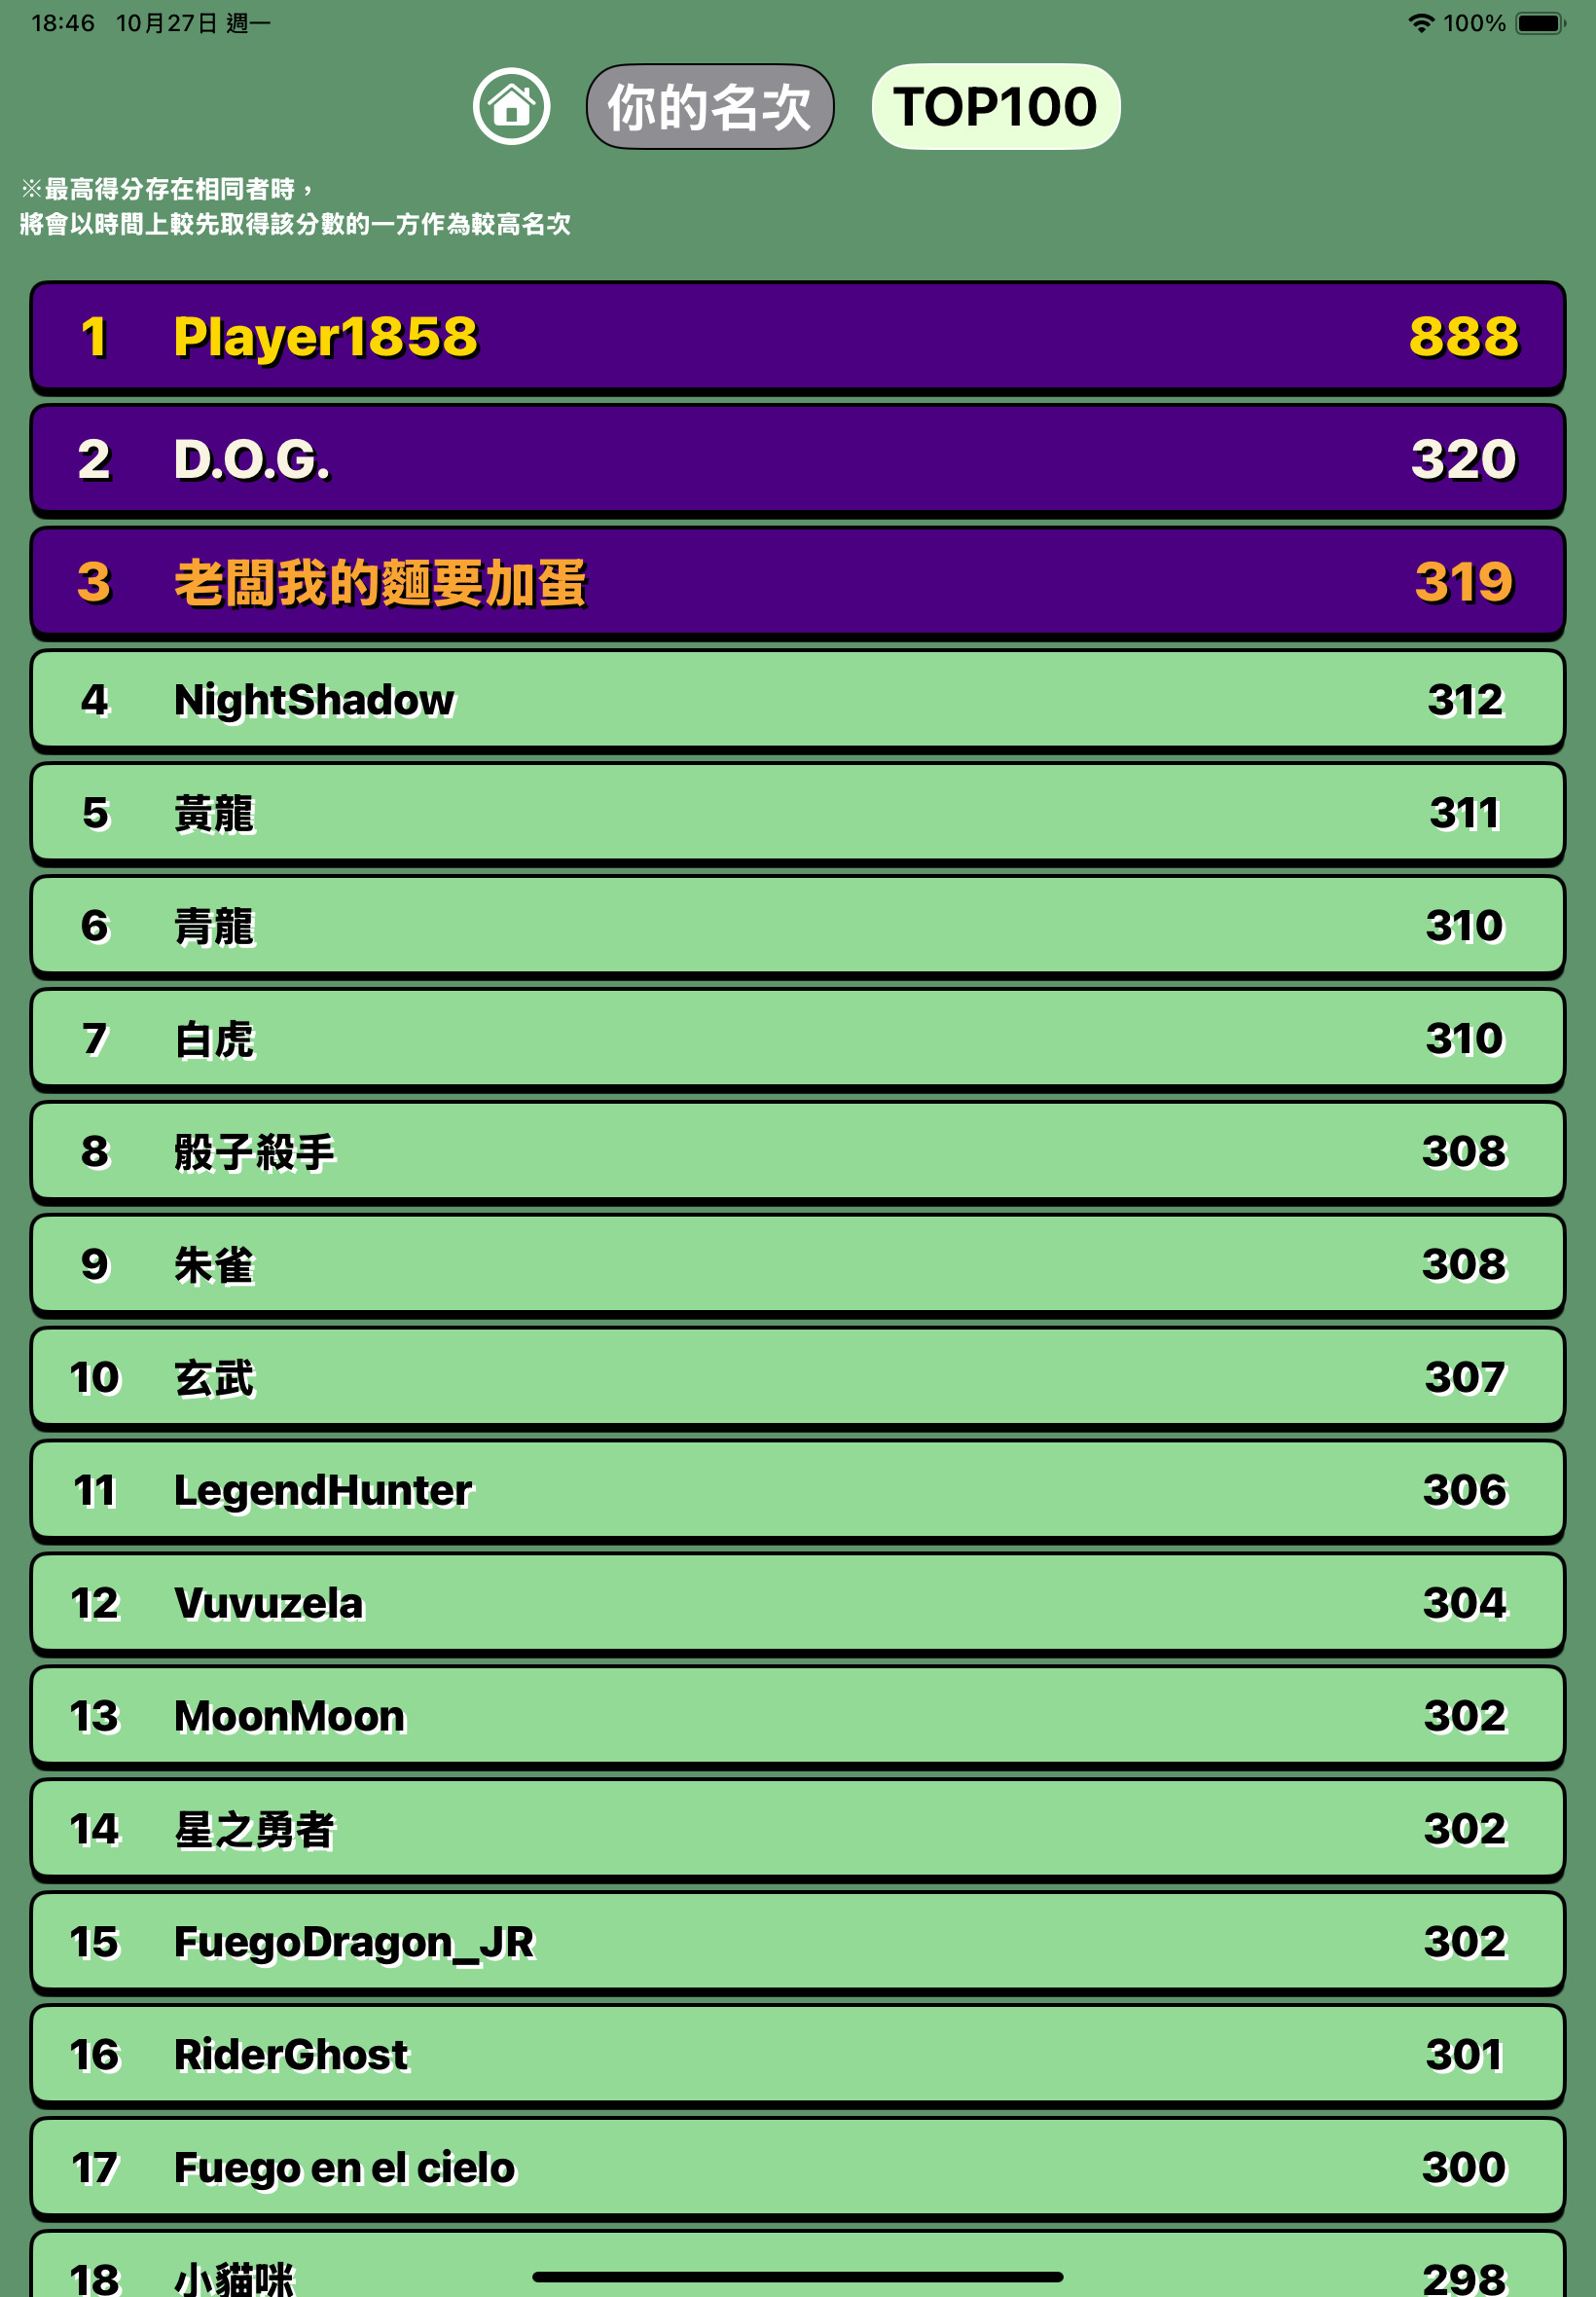 18:46 10月27日 週一 100%
你的名次 TOP100
※最高得分存在相同者時，
將會以時間上較先取得該分數的一方作為較高名次
1 Player1858 888
2 D.O.G. 320
3 老闆我的麵要加蛋 319
4 NightShadow 312
5 黃龍 311
6 青龍 310
7 白虎 310
8 骰子殺手 308
9 朱雀 308
10 玄武 307
11 LegendHunter 306
12 Vuvuzela 304
13 MoonMoon 302
14 星之勇者 302
15 FuegoDragon_JR 302
16 RiderGhost 301
17 Fuego en el cielo 300
18 小貓咪 298